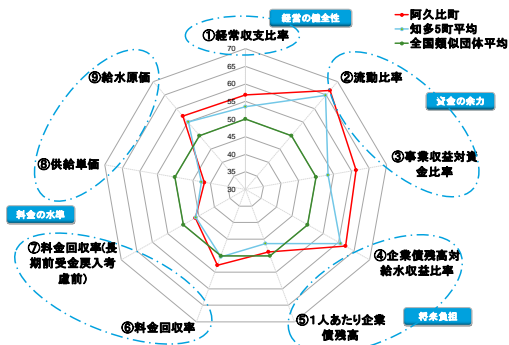 経営の健全性
阿久比町
知多5町平均
全国類似団体平均
①経常収支比率
②流動比率
資金の余力
③事業収益対資
金比率
④企業債残高対
給水収益比率
将来負担
⑤1人あたり企業
債残高
⑥料金回収率
⑦料金回収率(長
期前受金戻入考
慮前)
料金の水準
⑧供給単価
⑨給水原価
70
65
60
55
50
45
40
35
30